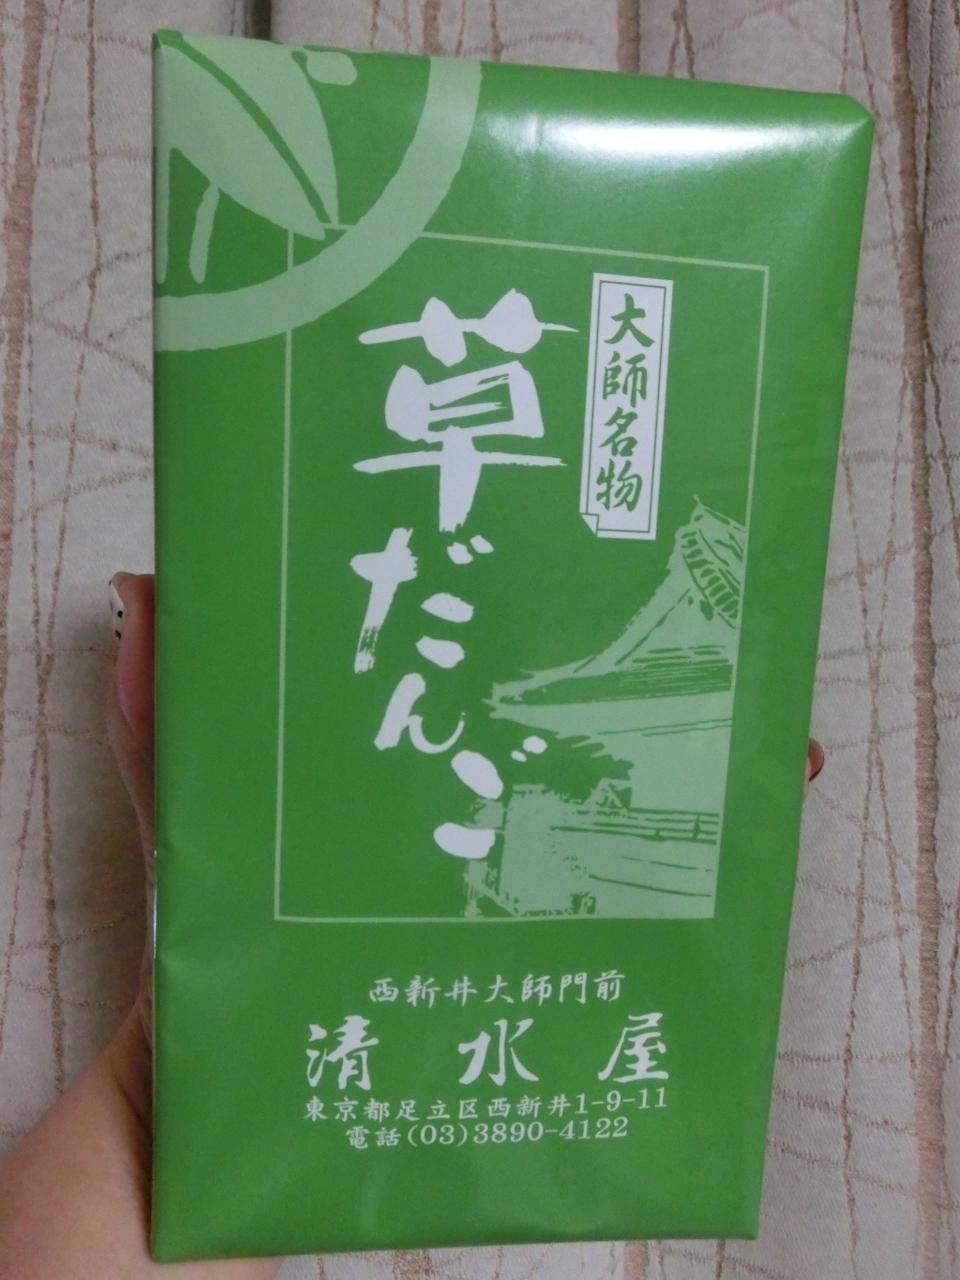 大師名物
草だんご
西新井大師門前
清水屋
東京都足立区西新井1-9-11
電話(03)3890-4122